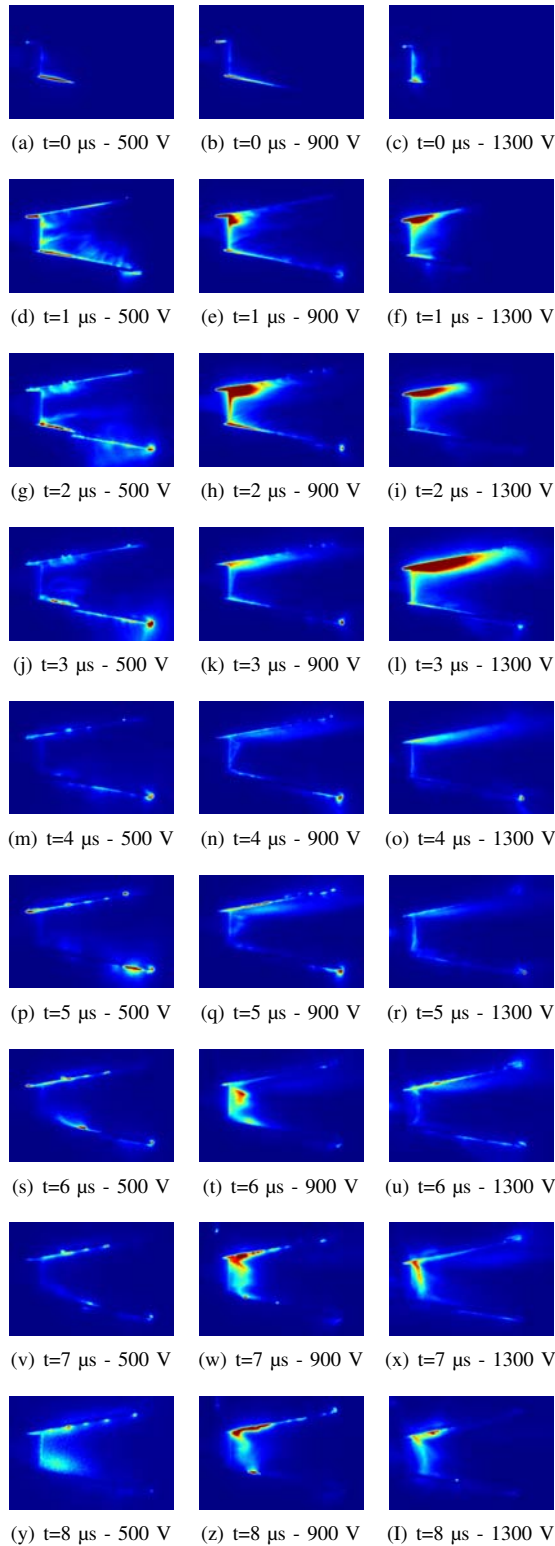 (a) t=0 µs - 500 V (b) t=0 µs - 900 V (c) t=0 µs - 1300 V
(d) t=1 µs - 500 V (e) t=1 µs - 900 V (f) t=1 µs - 1300 V
(g) t=2 µs - 500 V (h) t=2 µs - 900 V (i) t=2 µs - 1300 V
(j) t=3 µs - 500 V (k) t=3 µs - 900 V (l) t=3 µs - 1300 V
(m) t=4 µs - 500 V (n) t=4 µs - 900 V (o) t=4 µs - 1300 V
(p) t=5 µs - 500 V (q) t=5 µs - 900 V (r) t=5 µs - 1300 V
(s) t=6 µs - 500 V (t) t=6 µs - 900 V (u) t=6 µs - 1300 V
(v) t=7 µs - 500 V (w) t=7 µs - 900 V (x) t=7 µs - 1300 V
(y) t=8 µs - 500 V (z) t=8 µs - 900 V (I) t=8 µs - 1300 V